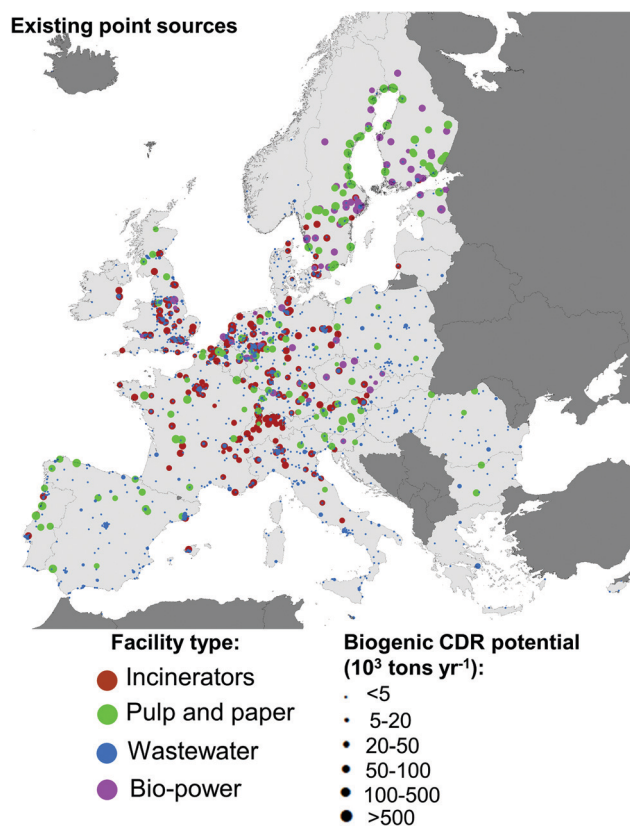 Existing point sources
Facility type:
Incinerators
Pulp and paper
Wastewater
Bio-power
Biogenic CDR potential
(10³ tons yr⁻¹):
<5
5-20
20-50
50-100
100-500
>500